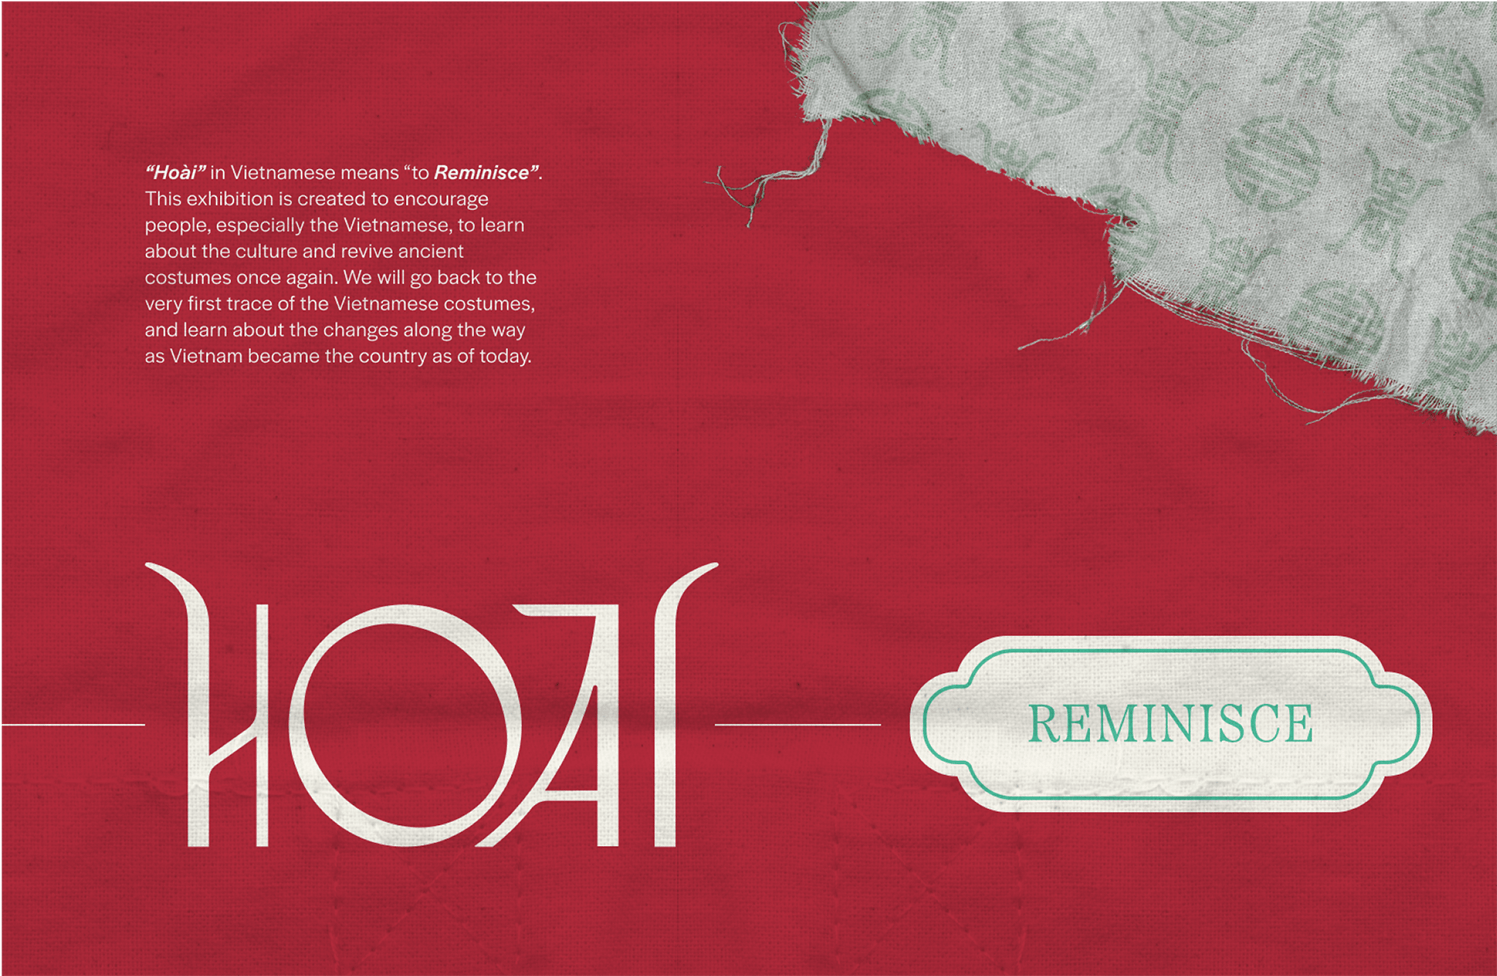 “Hoài” in Vietnamese means “to Reminisce”.
This exhibition is created to encourage
people, especially the Vietnamese, to learn
about the culture and revive ancient
costumes once again. We will go back to the
very first trace of the Vietnamese costumes,
and learn about the changes along the way
as Vietnam became the country as of today.
HOAI
REMINISCE